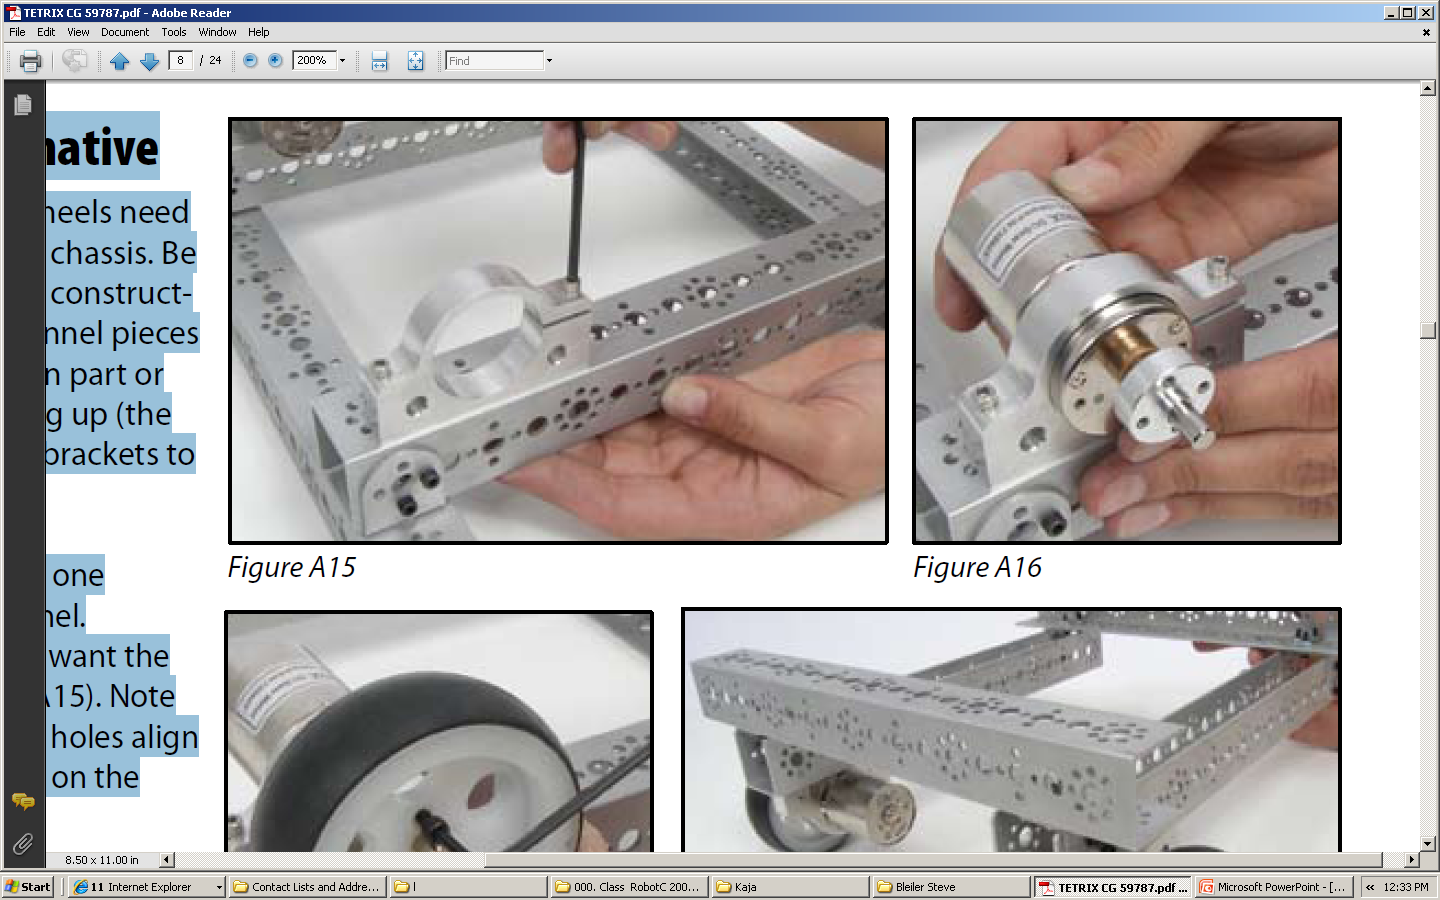 TETRIX CG 59787.pdf - Adobe Reader
File Edit View Document Tools Window Help
8 / 24 200% Find
native
heels need
chassis. Be
construct-
nnel pieces
n part or
g up (the
brackets to
one
nel.
want the
A15). Note
holes align
on the
Figure A15
Figure A16
8.50 x 11.00 in
Start
11 Internet Explorer
Contact Lists and Addre...
l
000. Class RobotC 200...
Kaja
Bleiler Steve
TETRIX CG 59787.pdf ...
Microsoft PowerPoint - [...
« 12:33 PM